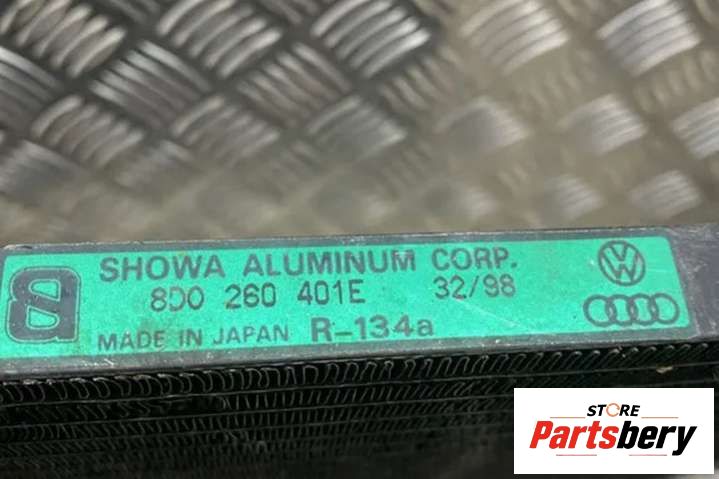 SHOWA ALUMINUM CORP.
8D0 260 401E 32/98
MADE IN JAPAN R-134a
STORE
Partsbery